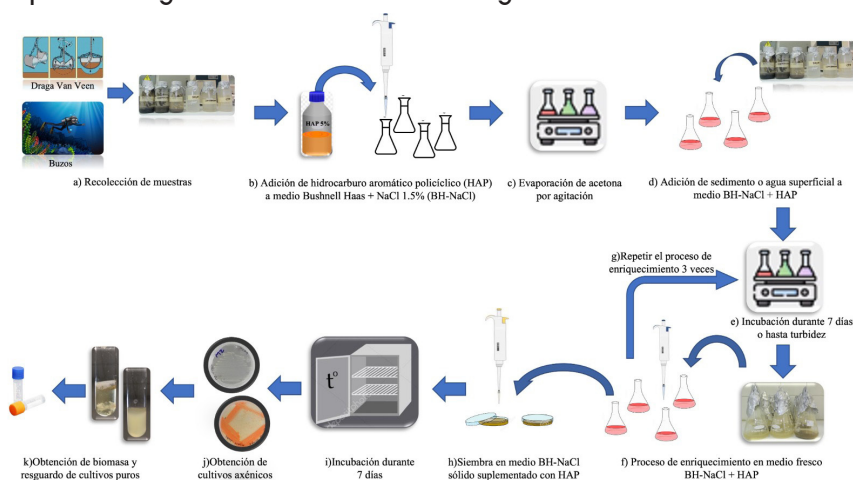 Draga Van Veen
Buzos
a) Recolección de muestras
HAP 5%
b) Adición de hidrocarburo aromático policíclico (HAP)
a medio Bushnell Haas + NaCl 1.5% (BH-NaCl)
c) Evaporación de acetona
por agitación
d) Adición de sedimento o agua superficial a
medio BH-NaCl + HAP
g)Repetir el proceso de
enriquecimiento 3 veces
e) Incubación durante 7 días
o hasta turbidez
f) Proceso de enriquecimiento en medio fresco
BH-NaCl + HAP
h)Siembra en medio BH-NaCl
sólido suplementado con HAP
t°
i)Incubación durante
7 días
j)Obtención de
cultivos axénicos
k)Obtención de biomasa y
resguardo de cultivos puros